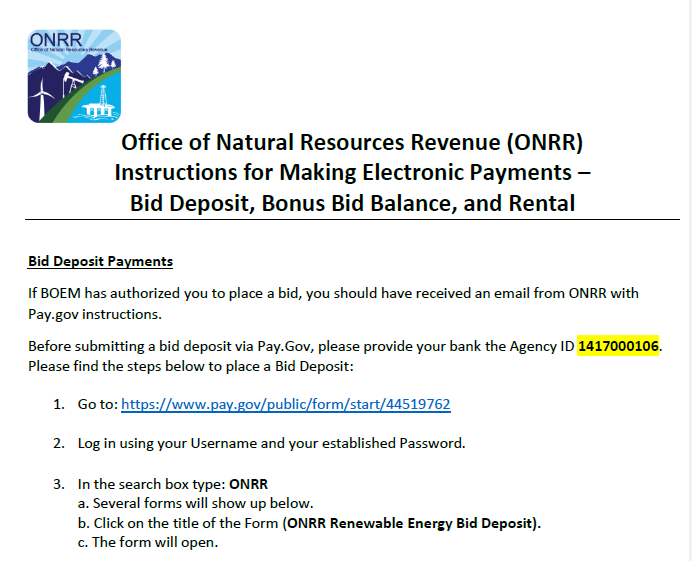 ONRR
Office of Natural Resources Revenue
Office of Natural Resources Revenue (ONRR)
Instructions for Making Electronic Payments –
Bid Deposit, Bonus Bid Balance, and Rental
Bid Deposit Payments
If BOEM has authorized you to place a bid, you should have received an email from ONRR with
Pay.gov instructions.
Before submitting a bid deposit via Pay.Gov, please provide your bank the Agency ID 1417000106.
Please find the steps below to place a Bid Deposit:
1. Go to: https://www.pay.gov/public/form/start/44519762
2. Log in using your Username and your established Password.
3. In the search box type: ONRR
a. Several forms will show up below.
b. Click on the title of the Form (ONRR Renewable Energy Bid Deposit).
c. The form will open.